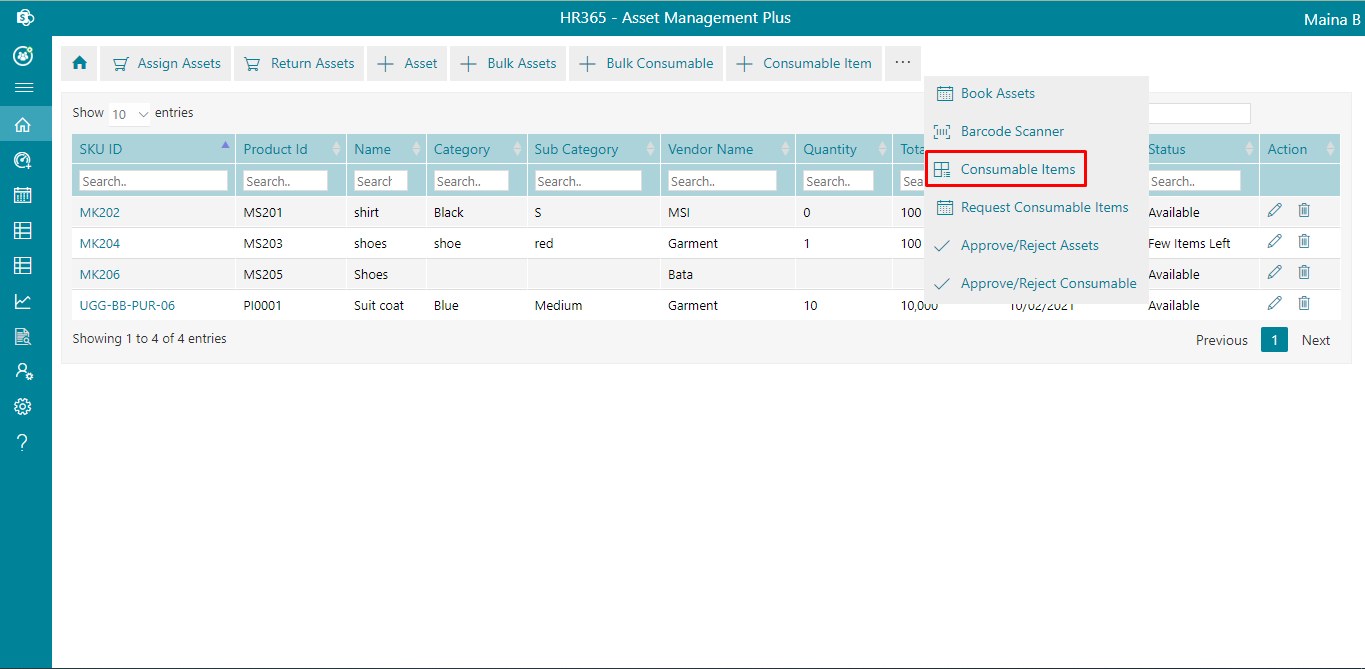 HR365 - Asset Management Plus
Maina B
Assign Assets Return Assets Asset Bulk Assets Bulk Consumable Consumable Item ...
Book Assets
Barcode Scanner
Consumable Items
Request Consumable Items
Approve/Reject Assets
Approve/Reject Consumable
Show 10 entries
SKU ID Product Id Name Category Sub Category Vendor Name Quantity Status Action
Search.. Search.. Search Search.. Search.. Search.. Search.. Sea Search..
MK202 MS201 shirt Black S MSI 0 100 Available
MK204 MS203 shoes shoe red Garment 1 100 Few Items Left
MK206 MS205 Shoes Bata Available
UGG-BB-PUR-06 PI0001 Suit coat Blue Medium Garment 10 10,000 10/02/2021 Available
Showing 1 to 4 of 4 entries
Previous 1 Next